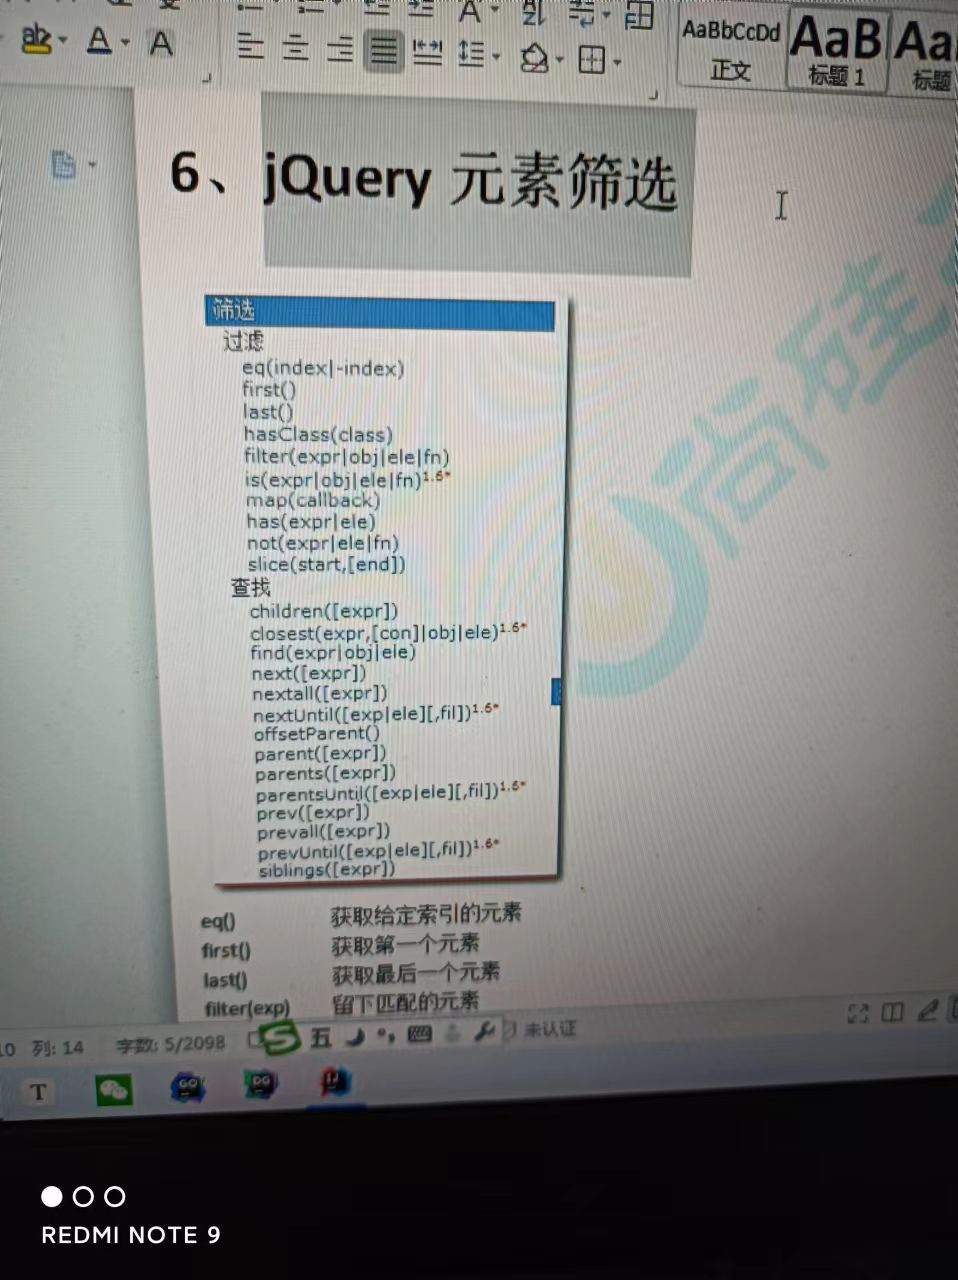 AaBbCcDd AaB Aa
正文 标题 1 标题
6、jQuery 元素筛选
筛选
过滤
eq(index|-index)
first()
last()
hasClass(class)
filter(expr|obj|ele|fn)
is(expr|obj|ele|fn)1.6*
map(callback)
has(expr|ele)
not(expr|ele|fn)
slice(start,[end])
查找
children([expr])
closest(expr,[con]|obj|ele)1.6*
find(expr|obj|ele)
next([expr])
nextall([expr])
nextUntil([exp|ele][,fil])1.6*
offsetParent()
parent([expr])
parents([expr])
parentsUntil([exp|ele][,fil])1.6*
prev([expr])
prevall([expr])
prevUntil([exp|ele][,fil])1.6*
siblings([expr])
尚硅
eq() 获取给定索引的元素
first() 获取第一个元素
last() 获取最后一个元素
filter(exp) 留下匹配的元素
列: 14 字数: 5/2098 五 未认证
T GO DG
REDMI NOTE 9